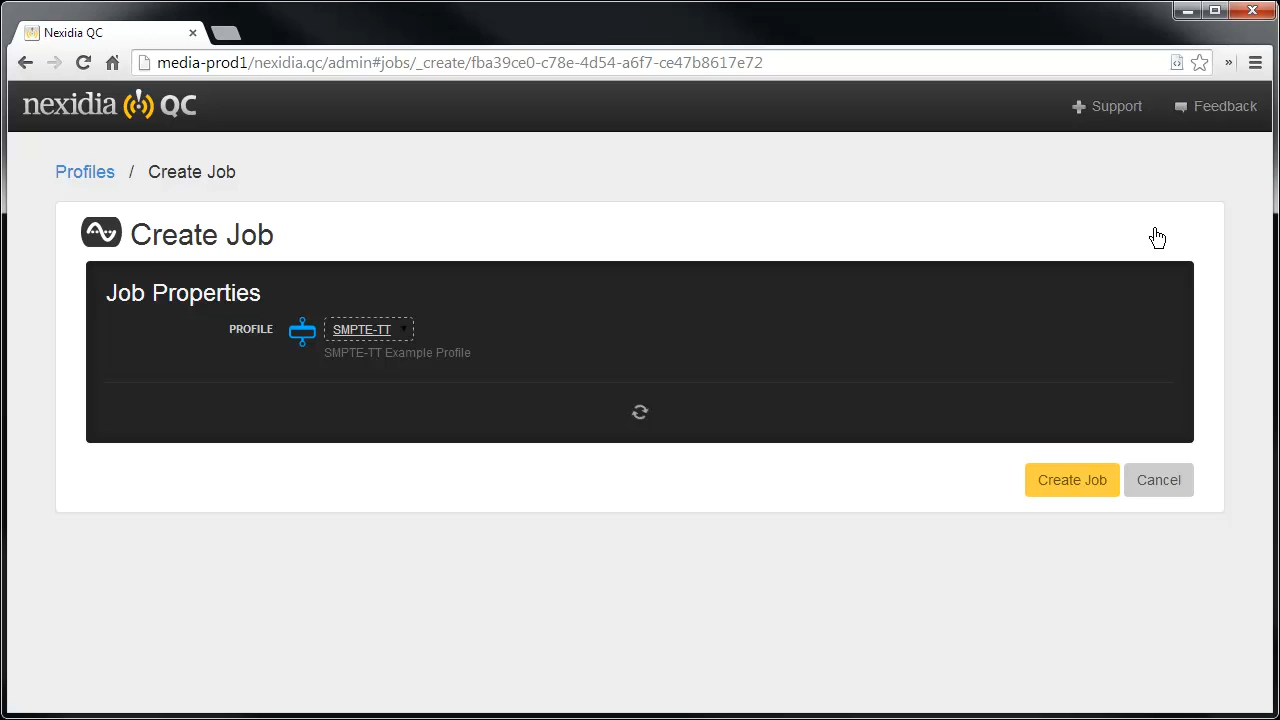 Nexidia QC
media-prod1/nexidia.qc/admin#jobs/_create/fba39ce0-c78e-4d54-a6f7-ce47b8617e72
nexidia QC
Support
Feedback
Profiles / Create Job
Create Job
Job Properties
PROFILE SMPTE-TT
SMPTE-TT Example Profile
Create Job
Cancel